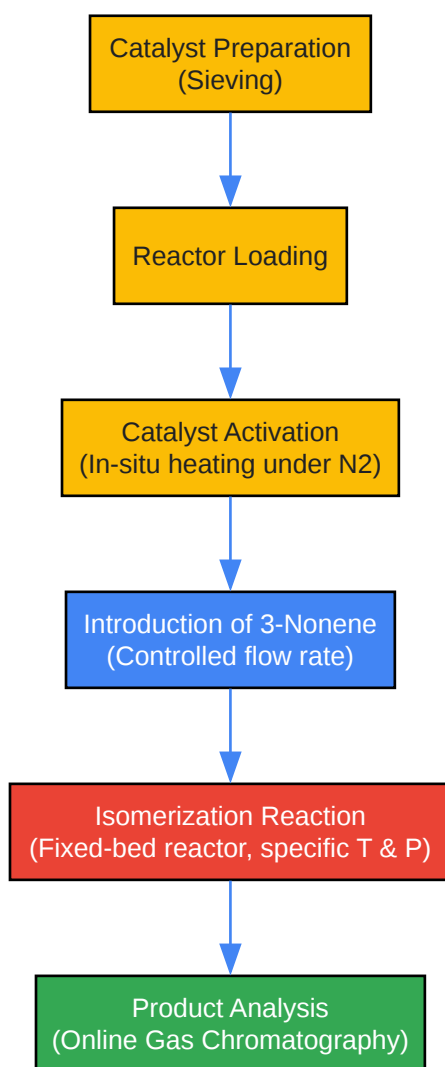 Catalyst Preparation
(Sieving)
Reactor Loading
Catalyst Activation
(In-situ heating under N2)
Introduction of 3-Nonene
(Controlled flow rate)
Isomerization Reaction
(Fixed-bed reactor, specific T & P)
Product Analysis
(Online Gas Chromatography)